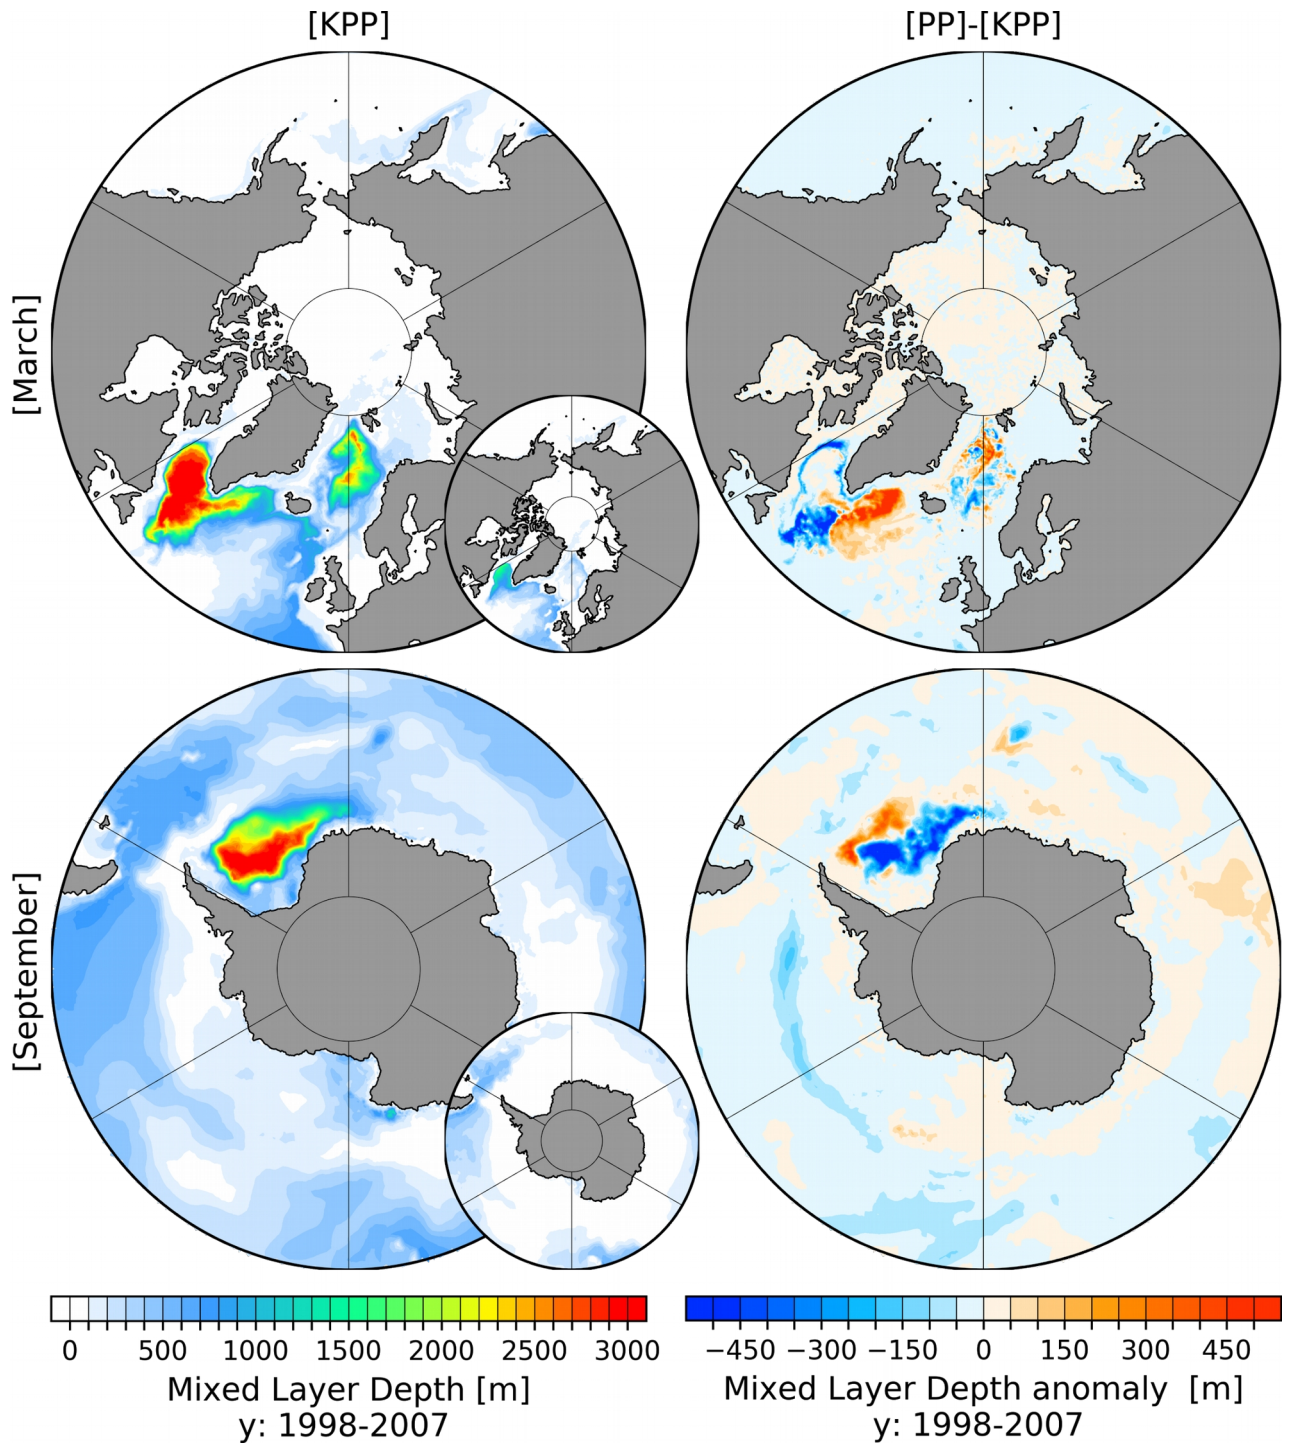 [KPP]
[PP]-[KPP]
[March]
[September]
0 500 1000 1500 2000 2500 3000
−450 −300 −150 0 150 300 450
Mixed Layer Depth [m]
y: 1998-2007
Mixed Layer Depth anomaly [m]
y: 1998-2007